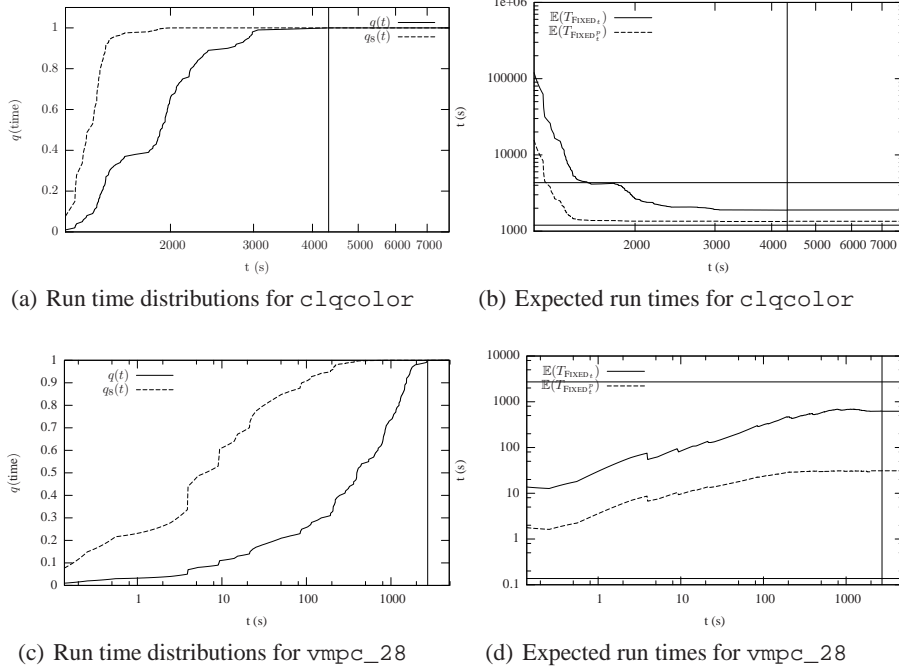 q(t)
q₈(t)
1
0.8
0.6
0.4
0.2
0
q(time)
2000 3000 4000 5000 6000 7000
t (s)
(a) Run time distributions for clqcolor
𝔼(T_FIXED_t)
𝔼(T_FIXED_t^p)
1e+06
100000
10000
1000
t (s)
2000 3000 4000 5000 6000 7000
t (s)
(b) Expected run times for clqcolor
q(t)
q₈(t)
1
0.9
0.8
0.7
0.6
0.5
0.4
0.3
0.2
0.1
0
q(time)
1 10 100 1000
t (s)
(c) Run time distributions for vmpc_28
𝔼(T_FIXED_t)
𝔼(T_FIXED_t^p)
10000
1000
100
10
1
0.1
t (s)
1 10 100 1000
t (s)
(d) Expected run times for vmpc_28